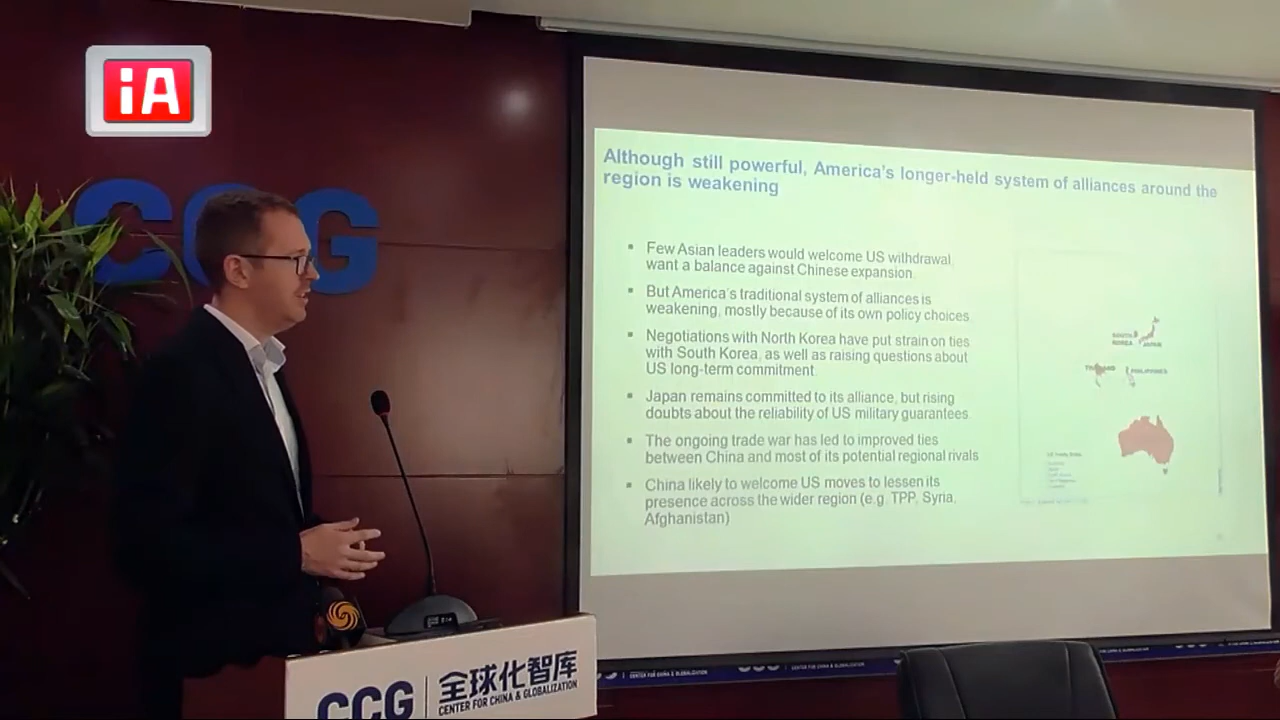 iA
CCG
Although still powerful, America's longer-held system of alliances around the
region is weakening
▪ Few Asian leaders would welcome US withdrawal,
want a balance against Chinese expansion
▪ But America's traditional system of alliances is
weakening, mostly because of its own policy choices
▪ Negotiations with North Korea have put strain on ties
with South Korea, as well as raising questions about
US long-term commitment
▪ Japan remains committed to its alliance, but rising
doubts about the reliability of US military guarantees
▪ The ongoing trade war has led to improved ties
between China and most of its potential regional rivals
▪ China likely to welcome US moves to lessen its
presence across the wider region (e.g. TPP, Syria,
Afghanistan)
SOUTH
KOREA
JAPAN
THAILAND
PHILIPPINES
CCG
全球化智库
CENTER FOR CHINA & GLOBALIZATION
CENTER FOR CHINA & GLOBALIZATION